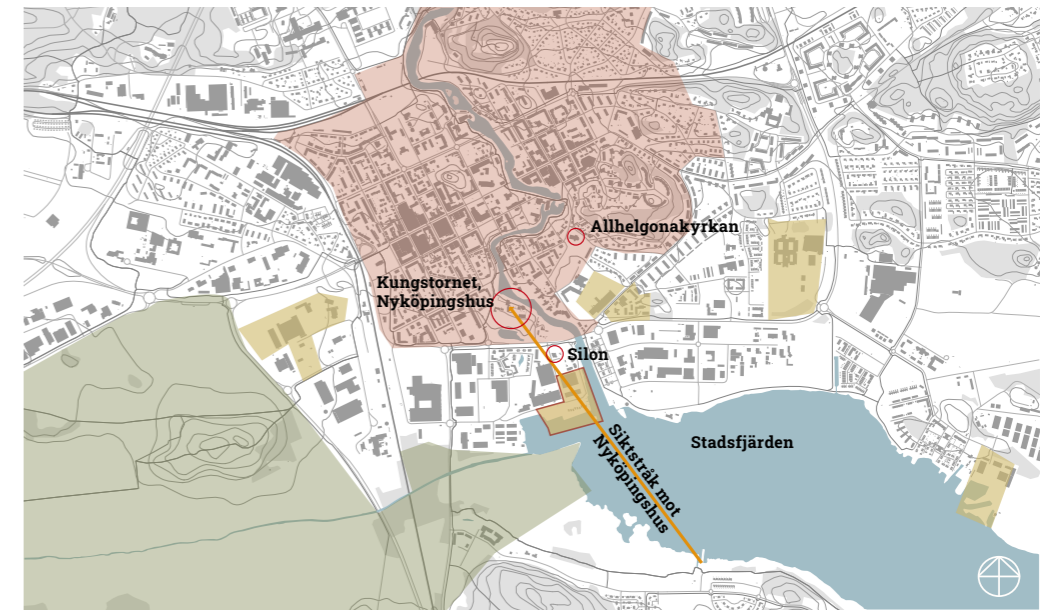 Allhelgonakyrkan
Kungstornet,
Nyköpingshus
Silon
Siktstråk mot
Nyköpingshus
Stadsfjärden